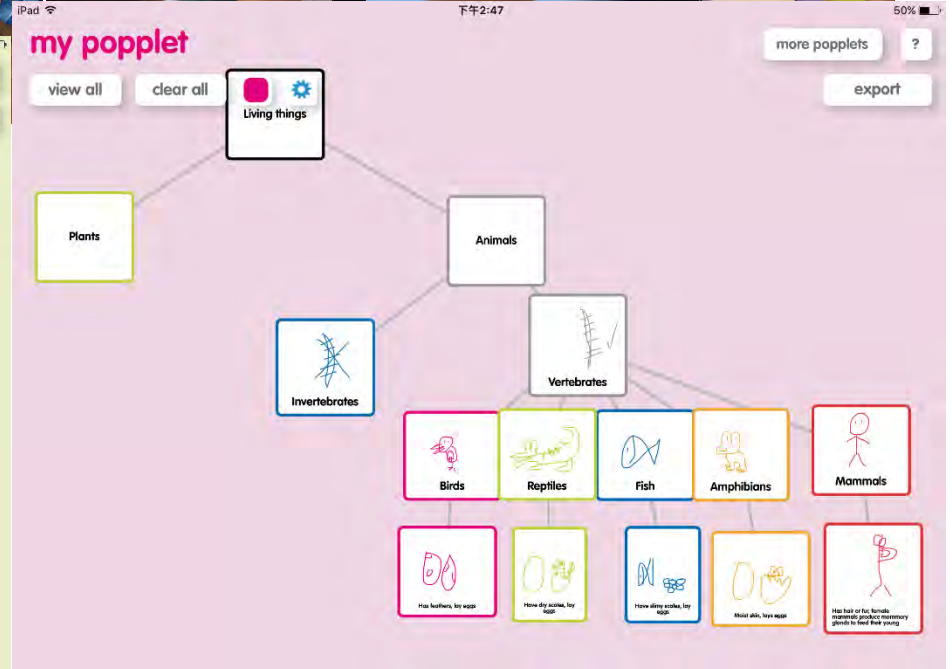 iPad
下午2:47
50%
my popplet
more popplets
?
view all
clear all
export
Living things
Plants
Animals
Invertebrates
Vertebrates
Birds
Reptiles
Fish
Amphibians
Mammals
Has feathers, lay eggs
Have dry scales, lay
eggs
Have slimy scales, lay
eggs
Moist skin, lays eggs
Has hair or fur, female
mammals produce mammary
glands to feed their young